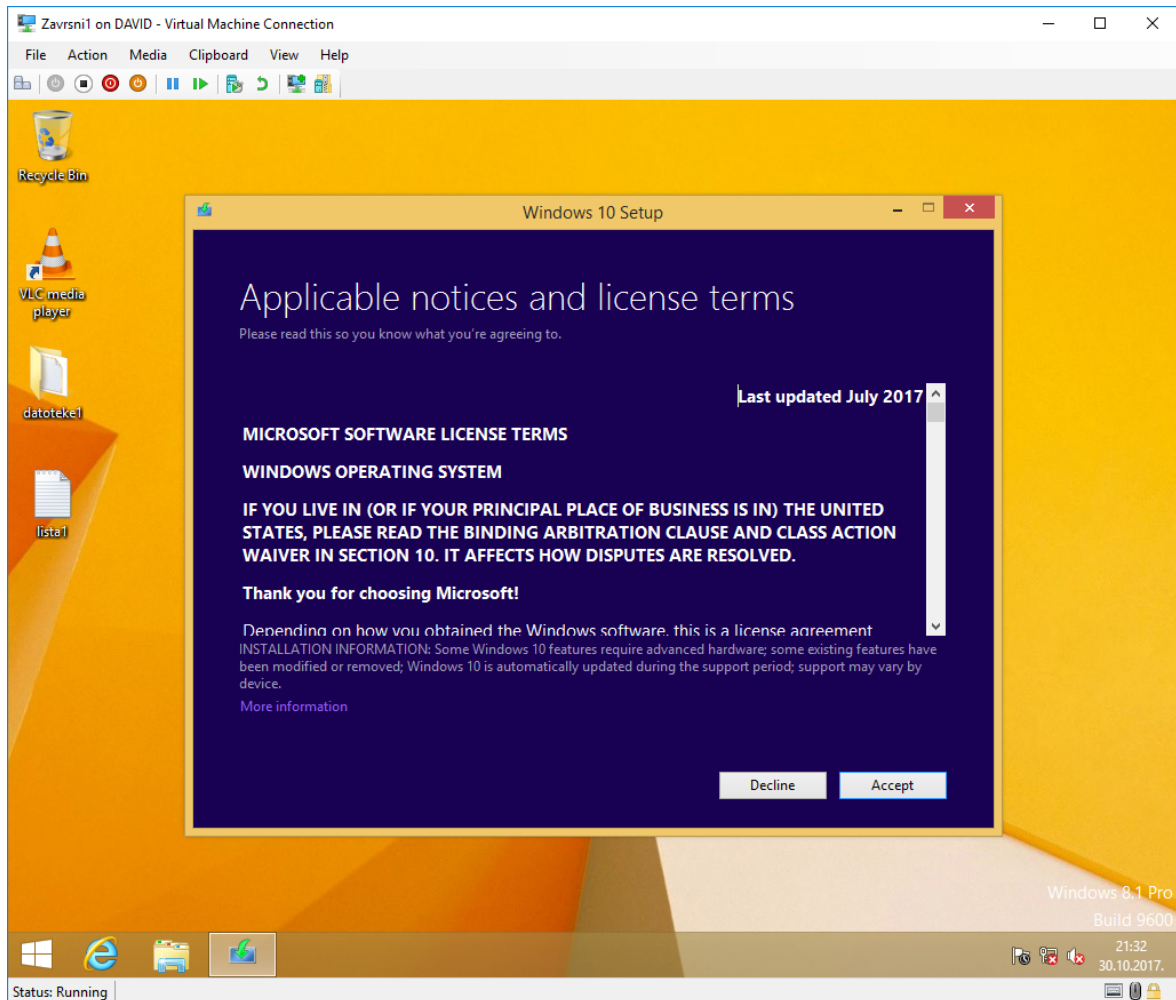 Zavrsni1 on DAVID - Virtual Machine Connection
File Action Media Clipboard View Help
Recycle Bin
Windows 10 Setup
VLC media
player
Applicable notices and license terms
Please read this so you know what you're agreeing to.
datoteke1
Last updated July 2017
MICROSOFT SOFTWARE LICENSE TERMS
WINDOWS OPERATING SYSTEM
IF YOU LIVE IN (OR IF YOUR PRINCIPAL PLACE OF BUSINESS IS IN) THE UNITED
STATES, PLEASE READ THE BINDING ARBITRATION CLAUSE AND CLASS ACTION
WAIVER IN SECTION 10. IT AFFECTS HOW DISPUTES ARE RESOLVED.
lista1
Thank you for choosing Microsoft!
Depending on how you obtained the Windows software, this is a license agreement
INSTALLATION INFORMATION: Some Windows 10 features require advanced hardware; some existing features have
been modified or removed; Windows 10 is automatically updated during the support period; support may vary by
device.
More information
Decline Accept
Windows 8.1 Pro
Build 9600
21:32
30.10.2017.
Status: Running